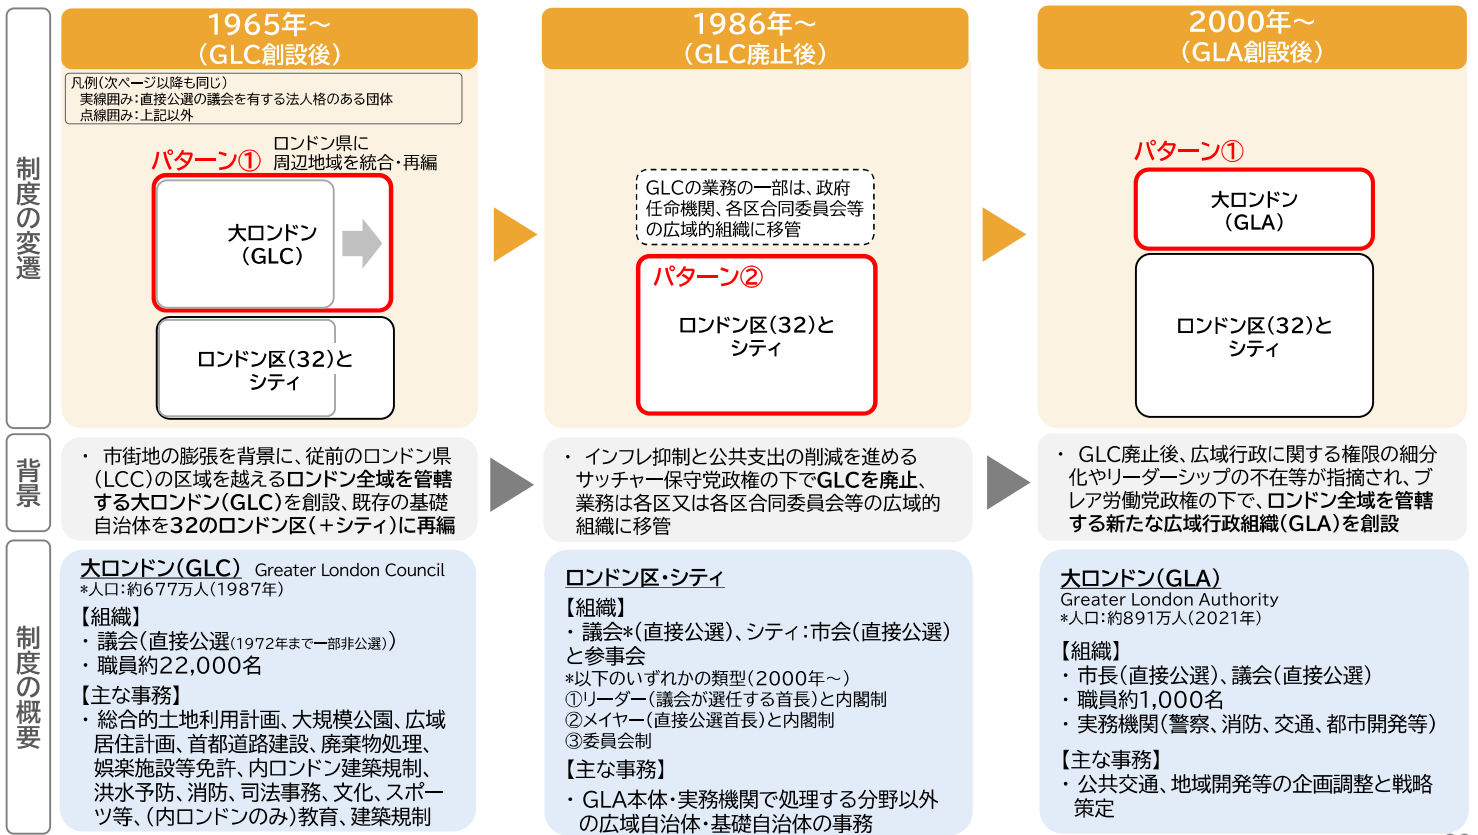 制度の変遷
1965年～
（GLC創設後）
凡例（次ページ以降も同じ）
実線囲み：直接公選の議会を有する法人格のある団体
点線囲み：上記以外
パターン①
ロンドン県に
周辺地域を統合・再編
大ロンドン
（GLC）
ロンドン区（32）と
シティ
1986年～
（GLC廃止後）
GLCの業務の一部は、政府
任命機関、各区合同委員会等
の広域的組織に移管
パターン②
ロンドン区（32）と
シティ
2000年～
（GLA創設後）
パターン①
大ロンドン
（GLA）
ロンドン区（32）と
シティ
背景
・ 市街地の膨張を背景に、従前のロンドン県
（LCC）の区域を越えるロンドン全域を管轄
する大ロンドン（GLC）を創設、既存の基礎
自治体を32のロンドン区（＋シティ）に再編
・ インフレ抑制と公共支出の削減を進める
サッチャー保守党政権の下でGLCを廃止、
業務は各区又は各区合同委員会等の広域的
組織に移管
・ GLC廃止後、広域行政に関する権限の細分
化やリーダーシップの不在等が指摘され、ブ
レア労働党政権の下で、ロンドン全域を管轄
する新たな広域行政組織（GLA）を創設
制度の概要
大ロンドン（GLC） Greater London Council
*人口：約677万人（1987年）
【組織】
・ 議会（直接公選（1972年まで一部非公選））
・ 職員約22,000名
【主な事務】
・ 総合的土地利用計画、大規模公園、広域
居住計画、首都道路建設、廃棄物処理、
娯楽施設等免許、内ロンドン建築規制、
洪水予防、消防、司法事務、文化、スポー
ツ等、（内ロンドンのみ）教育、建築規制
ロンドン区・シティ
【組織】
・ 議会*（直接公選）、シティ：市会（直接公選）
と参事会
*以下のいずれかの類型（2000年～）
①リーダー（議会が選任する首長）と内閣制
②メイヤー（直接公選首長）と内閣制
③委員会制
【主な事務】
・ GLA本体・実務機関で処理する分野以外
の広域自治体・基礎自治体の事務
大ロンドン（GLA）
Greater London Authority
*人口：約891万人（2021年）
【組織】
・ 市長（直接公選）、議会（直接公選）
・ 職員約1,000名
・ 実務機関（警察、消防、交通、都市開発等）
【主な事務】
・ 公共交通、地域開発等の企画調整と戦略
策定